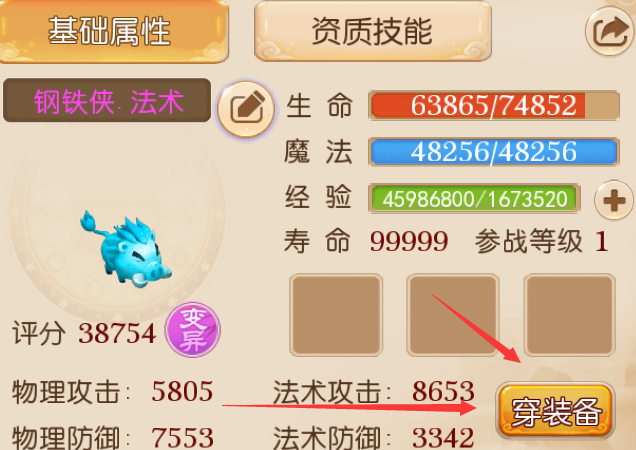 基础属性 资质技能
钢铁侠.法术
生命 63865/74852
魔法 48256/48256
经验 45986800/1673520
寿命 99999 参战等级 1
评分 38754 变异
物理攻击: 5805 法术攻击: 8653
穿装备
物理防御: 7553 法术防御: 3342